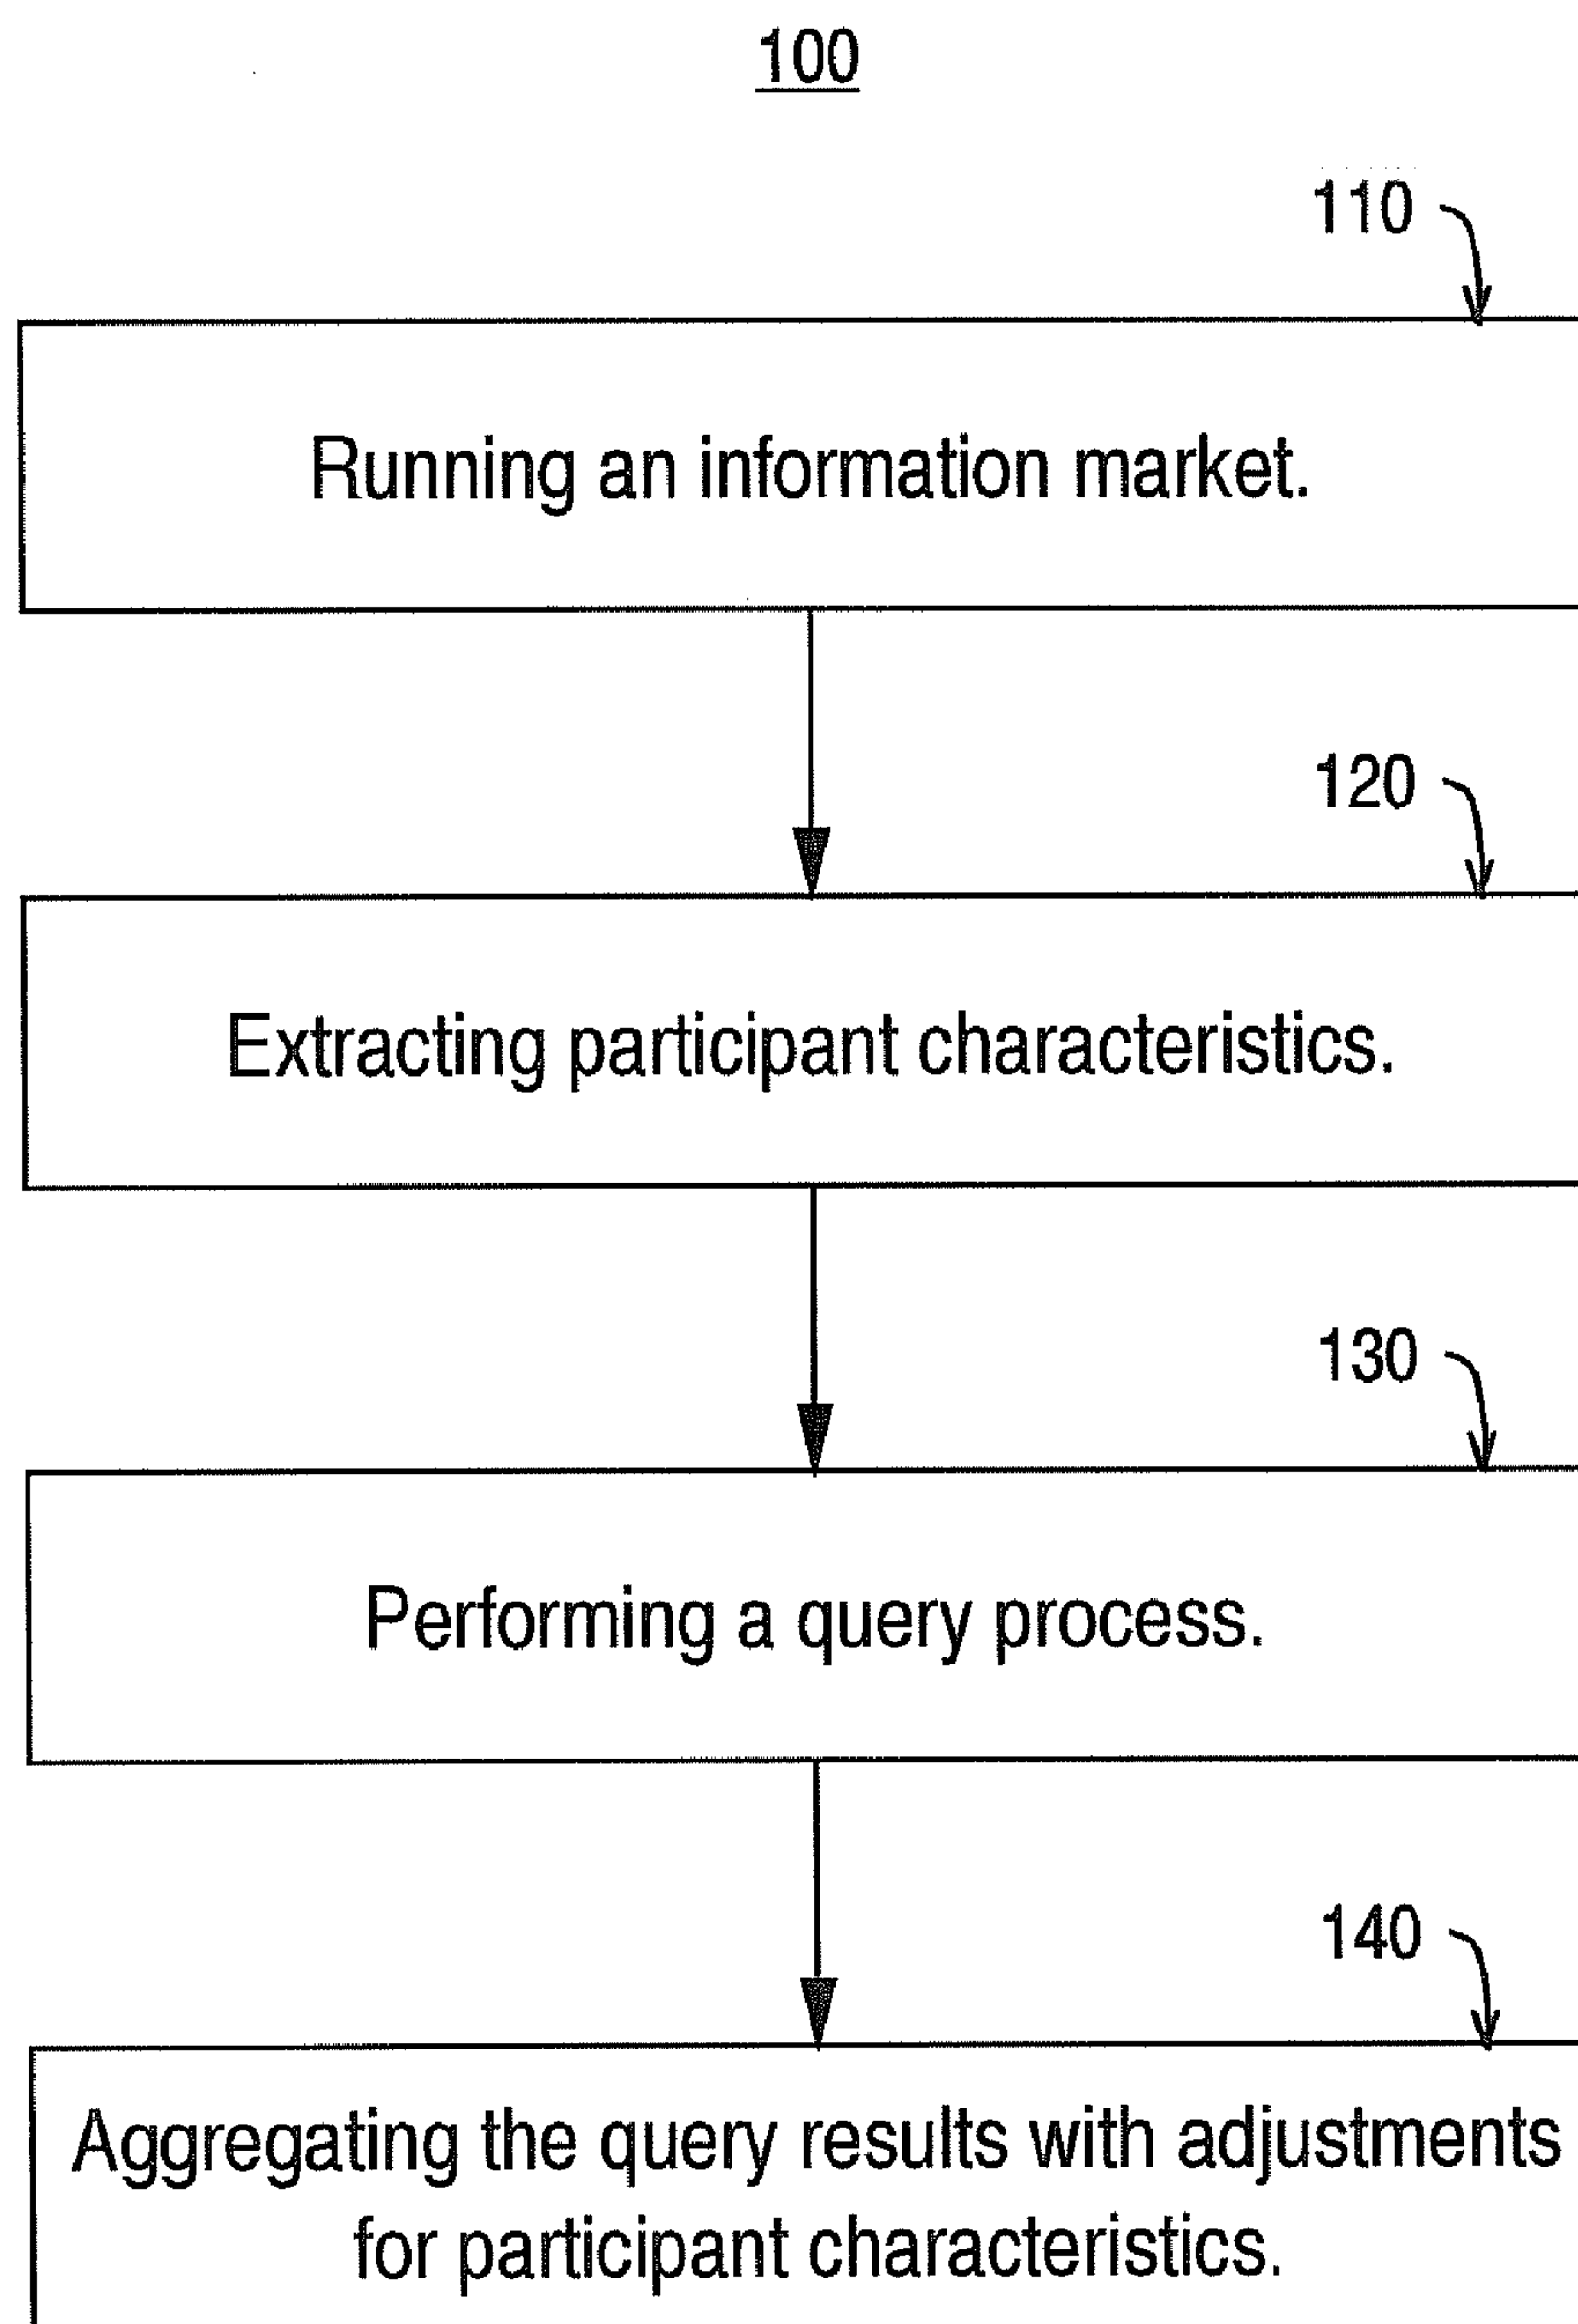 100
110
Running an information market.
120
Extracting participant characteristics.
130
Performing a query process.
140
Aggregating the query results with adjustments
for participant characteristics.